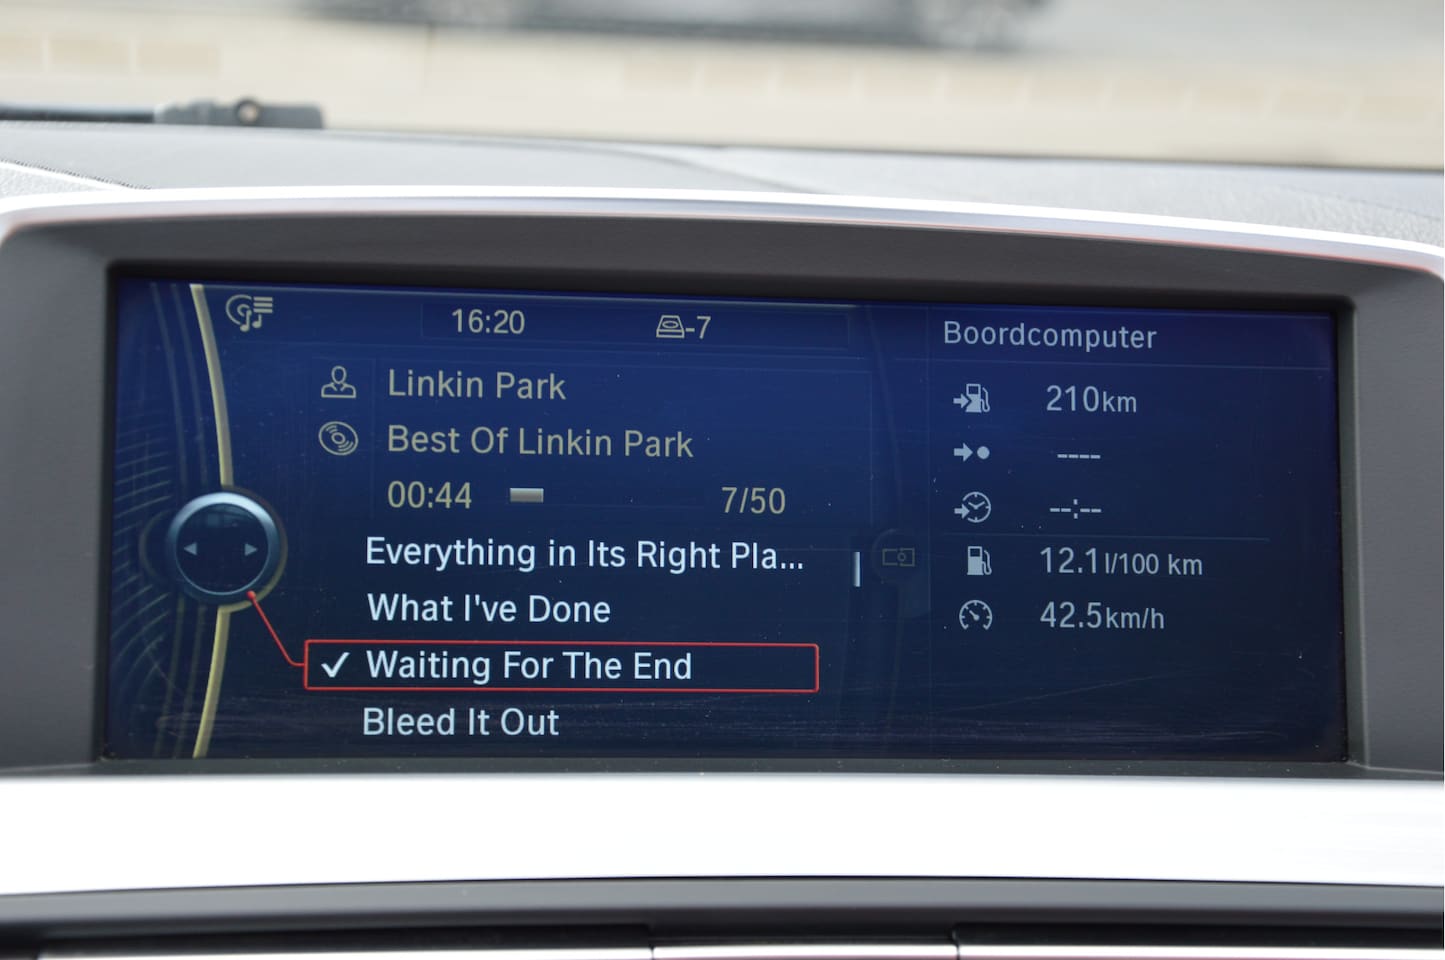 16:20
-7
Linkin Park
Best Of Linkin Park
00:44 7/50
Everything in Its Right Pla...
What I've Done
✓ Waiting For The End
Bleed It Out
Boordcomputer
210km
----
--:--
12.1l/100 km
42.5km/h